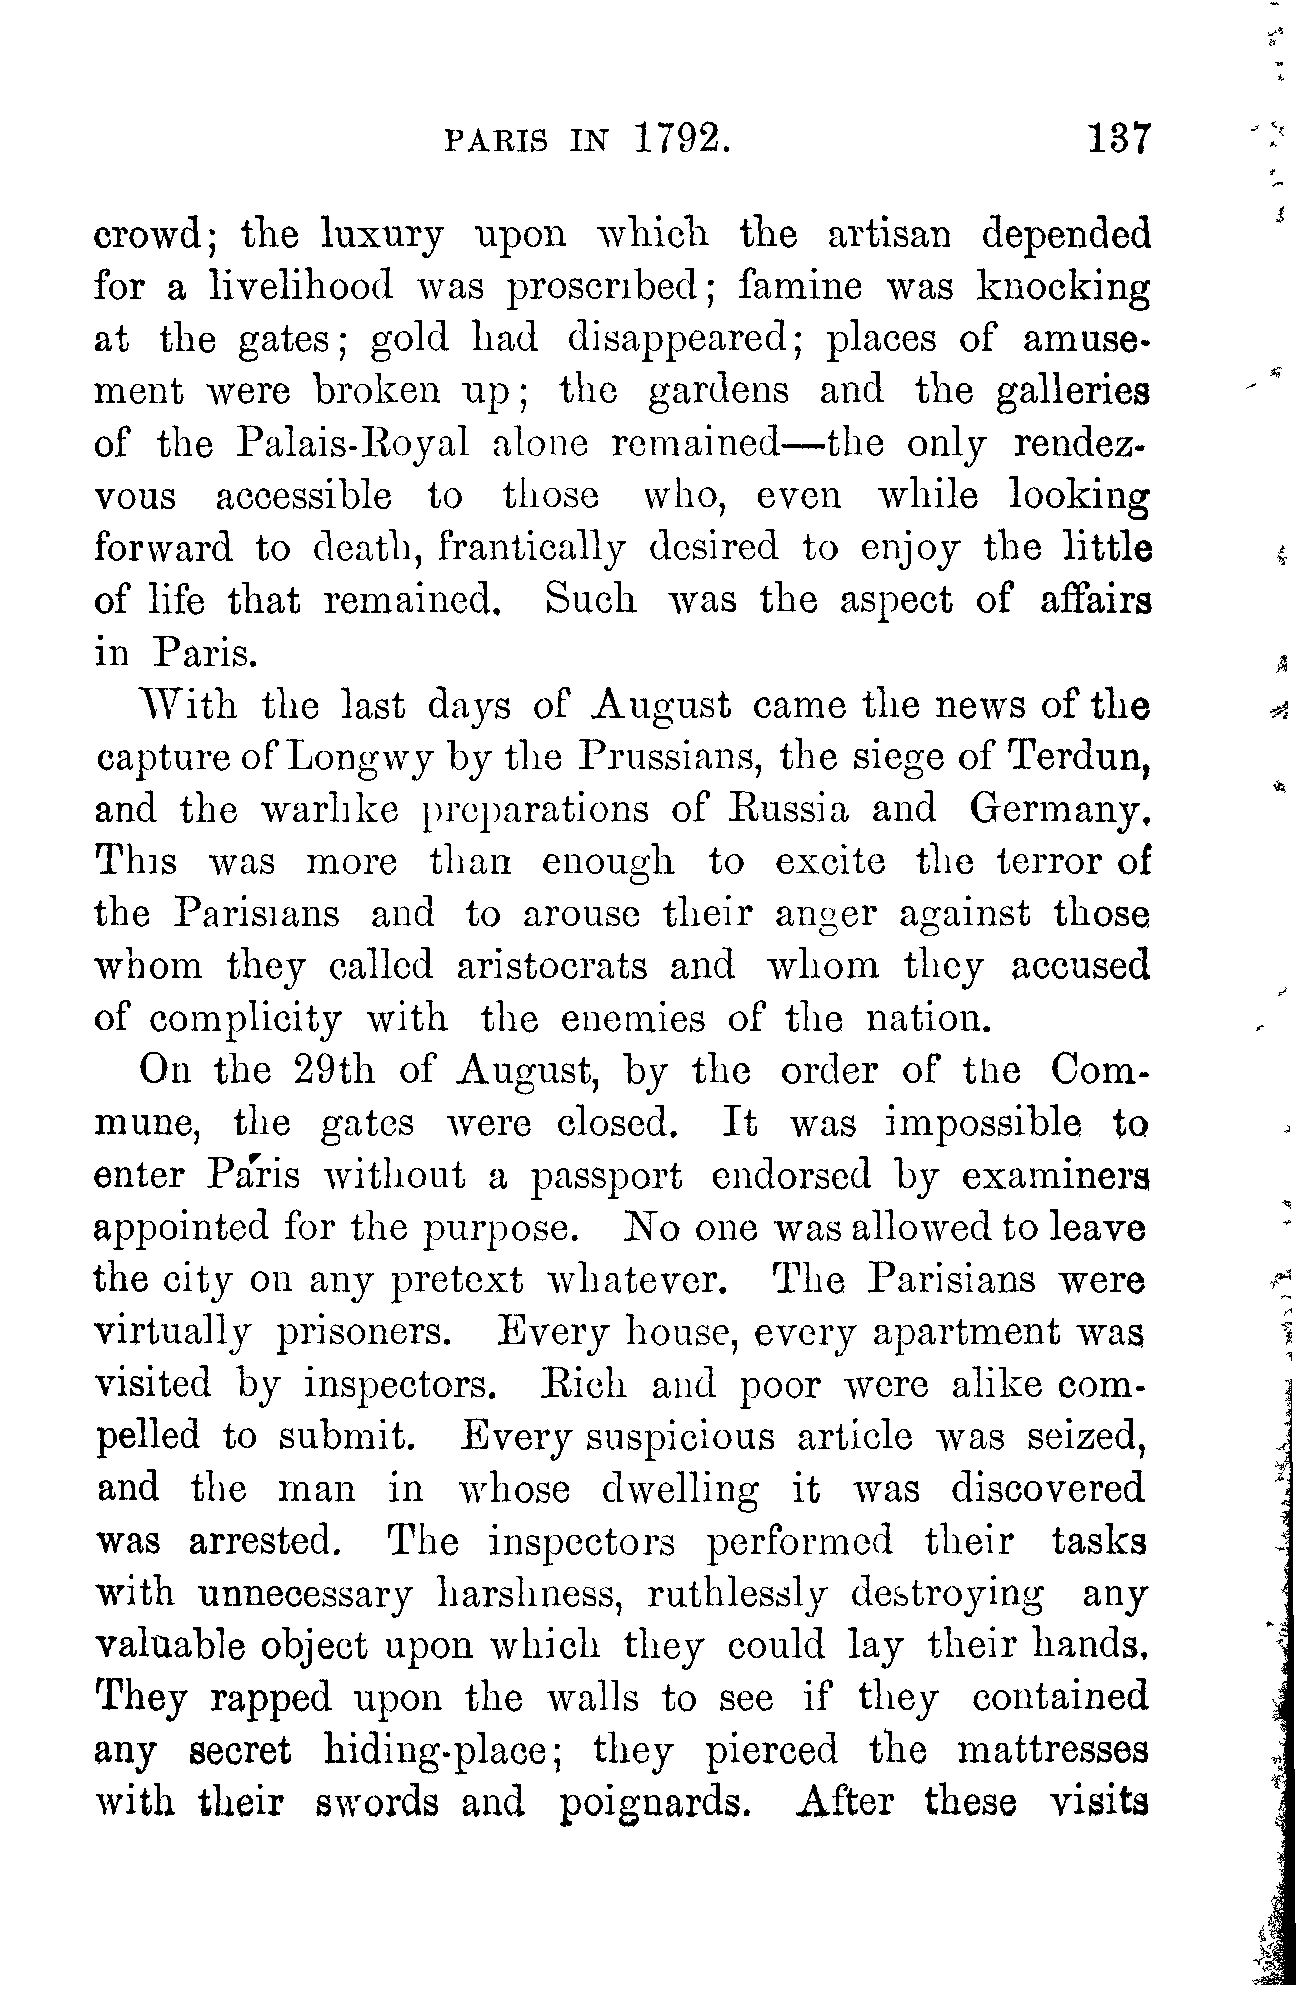 PARIS IN 1792. 137
crowd; the luxury upon which the artisan depended
for a livelihood was proscribed; famine was knocking
at the gates; gold had disappeared; places of amuse-
ment were broken up; the gardens and the galleries
of the Palais-Royal alone remained—the only rendez-
vous accessible to those who, even while looking
forward to death, frantically desired to enjoy the little
of life that remained. Such was the aspect of affairs
in Paris.
With the last days of August came the news of the
capture of Longwy by the Prussians, the siege of Terdun,
and the warlike preparations of Russia and Germany.
This was more than enough to excite the terror of
the Parisians and to arouse their anger against those
whom they called aristocrats and whom they accused
of complicity with the enemies of the nation.
On the 29th of August, by the order of the Com-
mune, the gates were closed. It was impossible to
enter Paris without a passport endorsed by examiners
appointed for the purpose. No one was allowed to leave
the city on any pretext whatever. The Parisians were
virtually prisoners. Every house, every apartment was
visited by inspectors. Rich and poor were alike com-
pelled to submit. Every suspicious article was seized,
and the man in whose dwelling it was discovered
was arrested. The inspectors performed their tasks
with unnecessary harshness, ruthlessly destroying any
valuable object upon which they could lay their hands.
They rapped upon the walls to see if they contained
any secret hiding-place; they pierced the mattresses
with their swords and poignards. After these visits